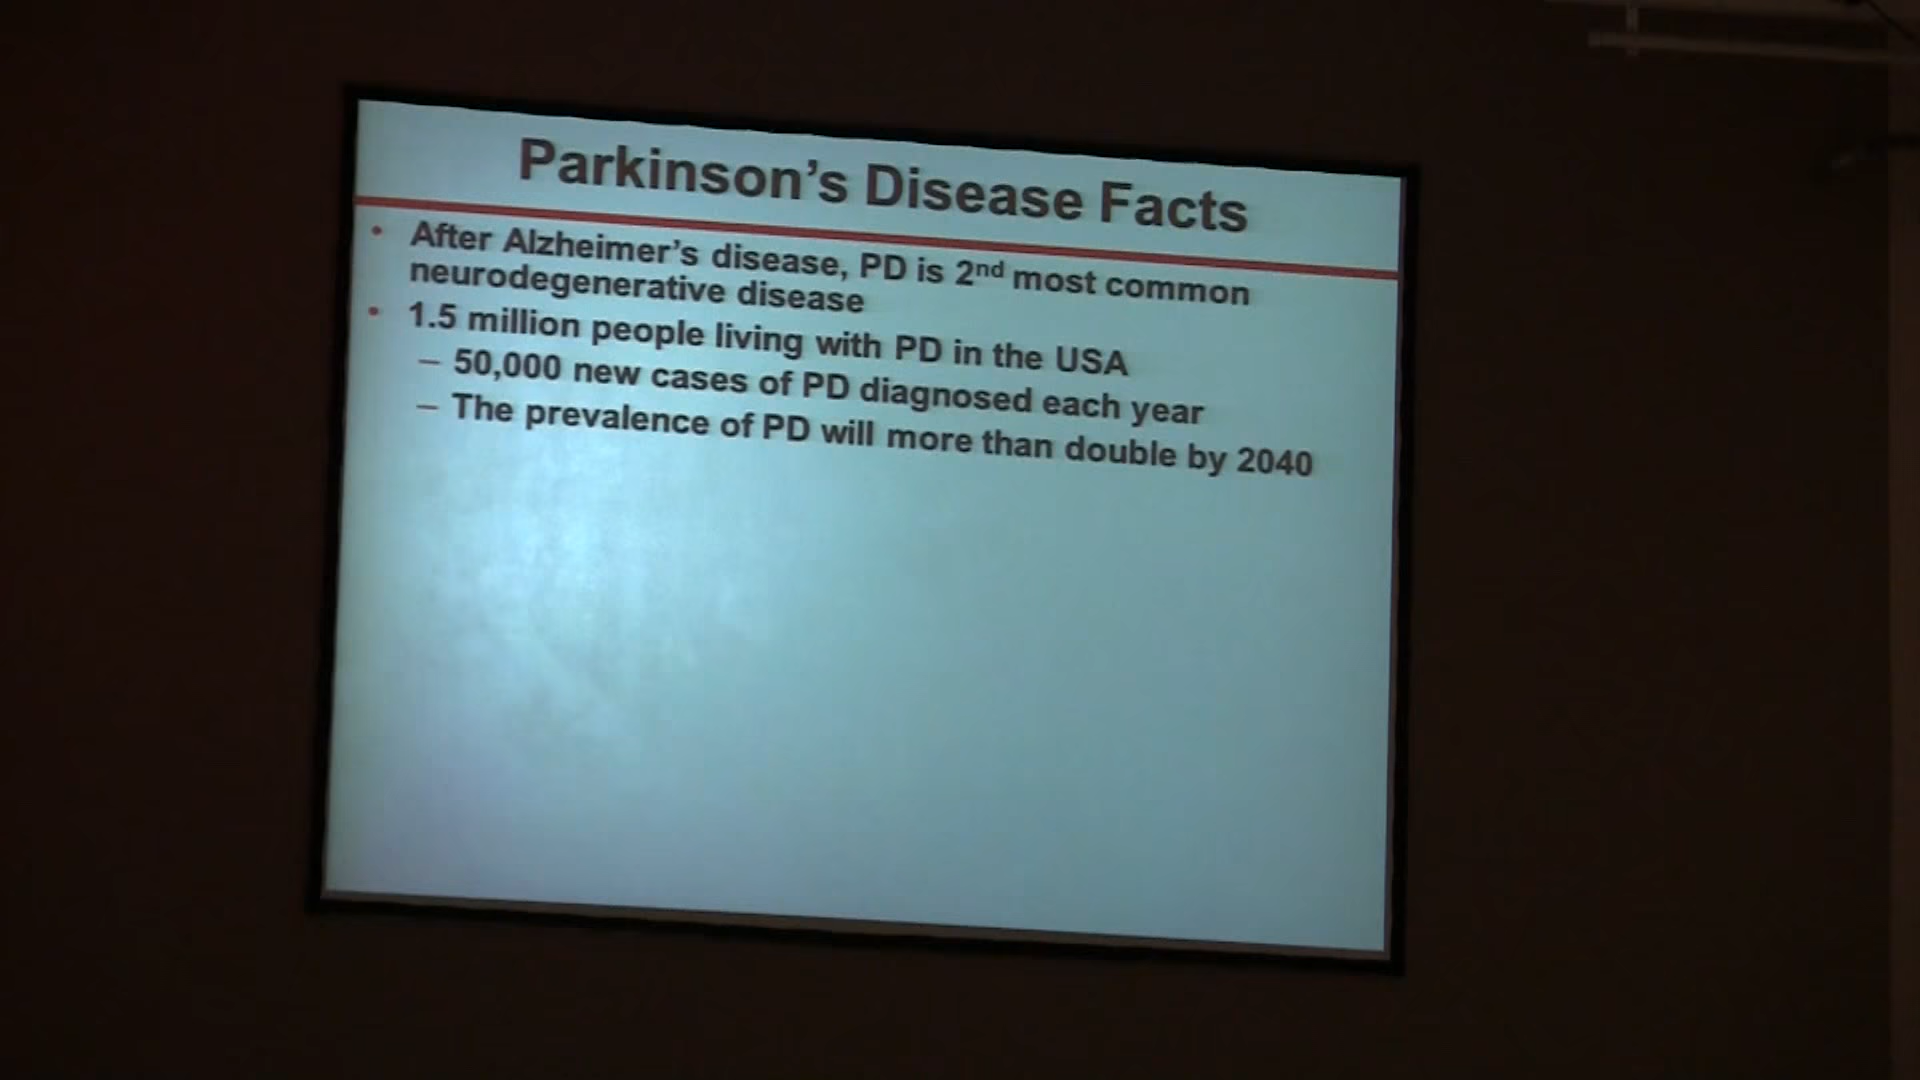 Parkinson’s Disease Facts
• After Alzheimer’s disease, PD is 2nd most common
neurodegenerative disease
• 1.5 million people living with PD in the USA
– 50,000 new cases of PD diagnosed each year
– The prevalence of PD will more than double by 2040